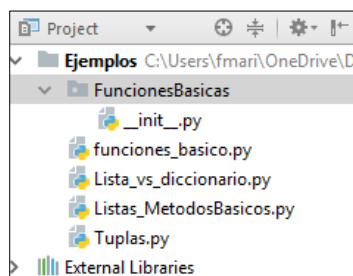 Project
Ejemplos C:\Users\fmari\OneDrive\D
FuncionesBasicas
__init__.py
funciones_basico.py
Lista_vs_diccionario.py
Listas_MetodosBasicos.py
Tuplas.py
External Libraries